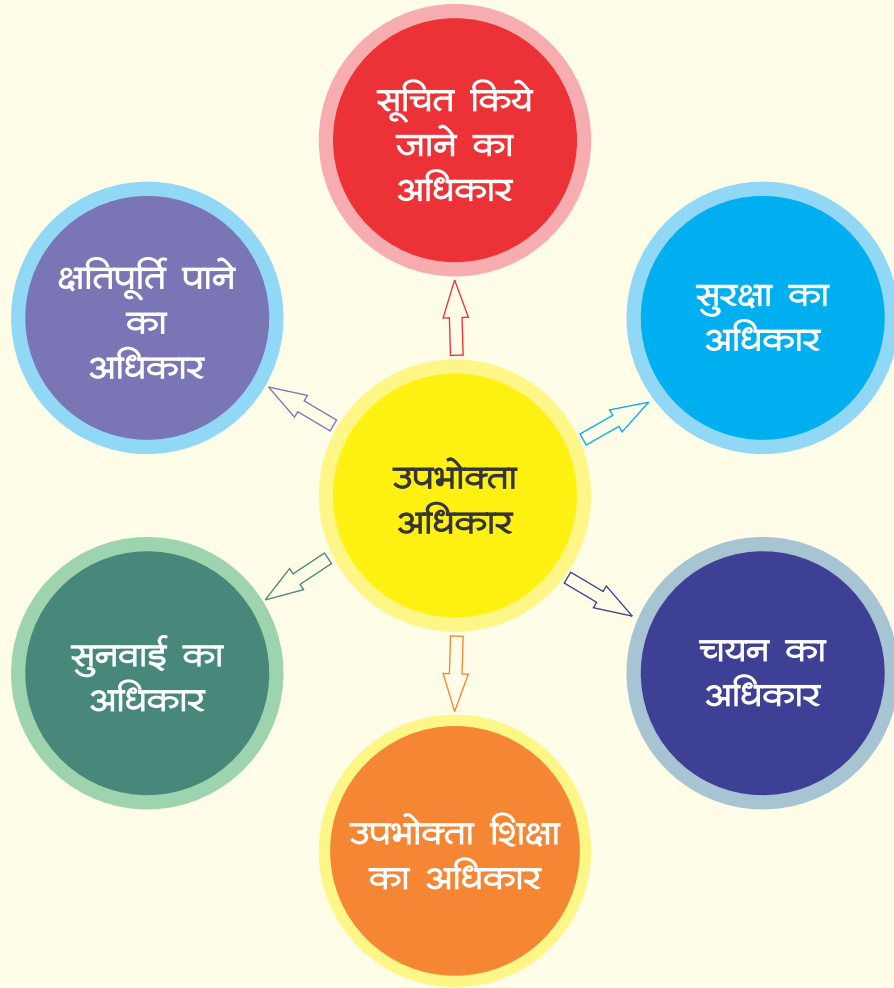 सूचित किये
जाने का
अधिकार
क्षतिपूर्ति पाने
का
अधिकार
सुरक्षा का
अधिकार
उपभोक्ता
अधिकार
सुनवाई का
अधिकार
चयन का
अधिकार
उपभोक्ता शिक्षा
का अधिकार